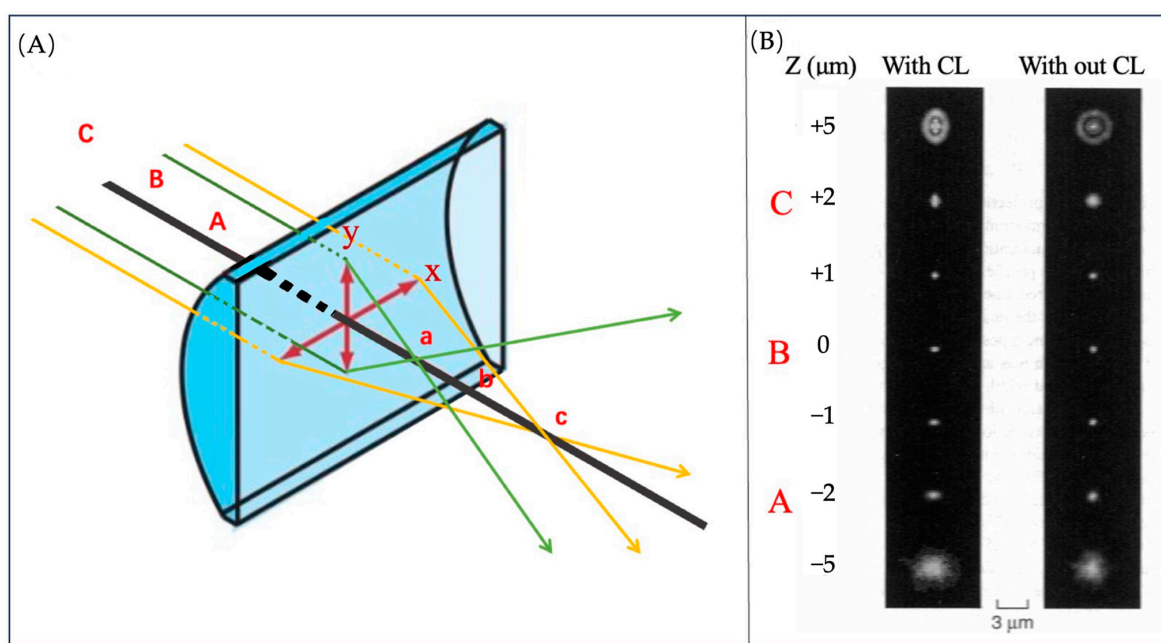 (A)
C
B
A
y
x
a
b
c
(B)
Z (μm) With CL With out CL
+5
C +2
+1
B 0
−1
A −2
−5
3 μm